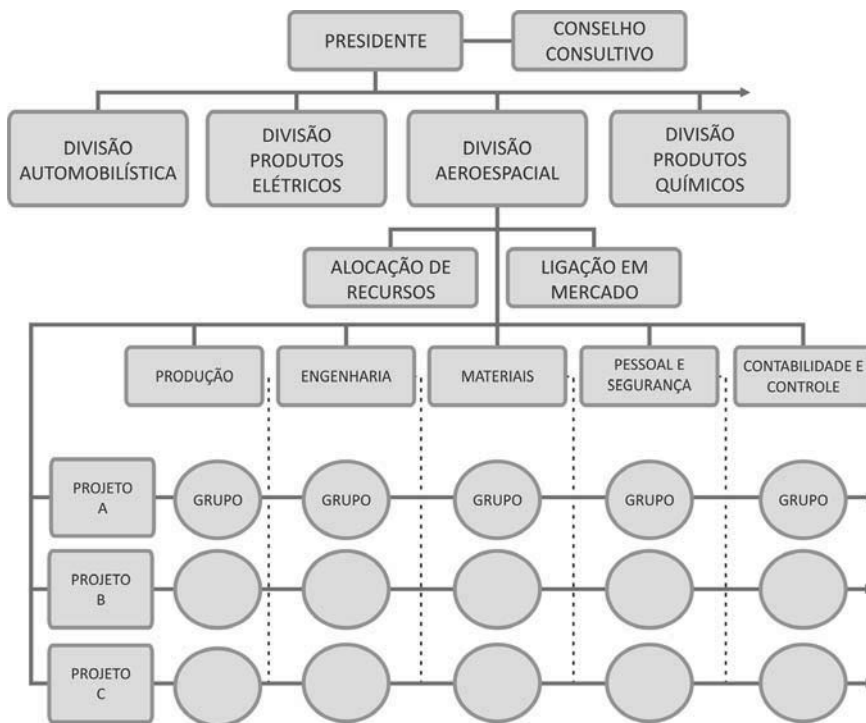 PRESIDENTE
CONSELHO
CONSULTIVO
DIVISÃO
AUTOMOBILÍSTICA
DIVISÃO
PRODUTOS
ELÉTRICOS
DIVISÃO
AEROESPACIAL
DIVISÃO
PRODUTOS
QUÍMICOS
ALOCAÇÃO DE
RECURSOS
LIGAÇÃO EM
MERCADO
PRODUÇÃO
ENGENHARIA
MATERIAIS
PESSOAL E
SEGURANÇA
CONTABILIDADE E
CONTROLE
PROJETO
A
GRUPO
GRUPO
GRUPO
GRUPO
GRUPO
PROJETO
B
PROJETO
C